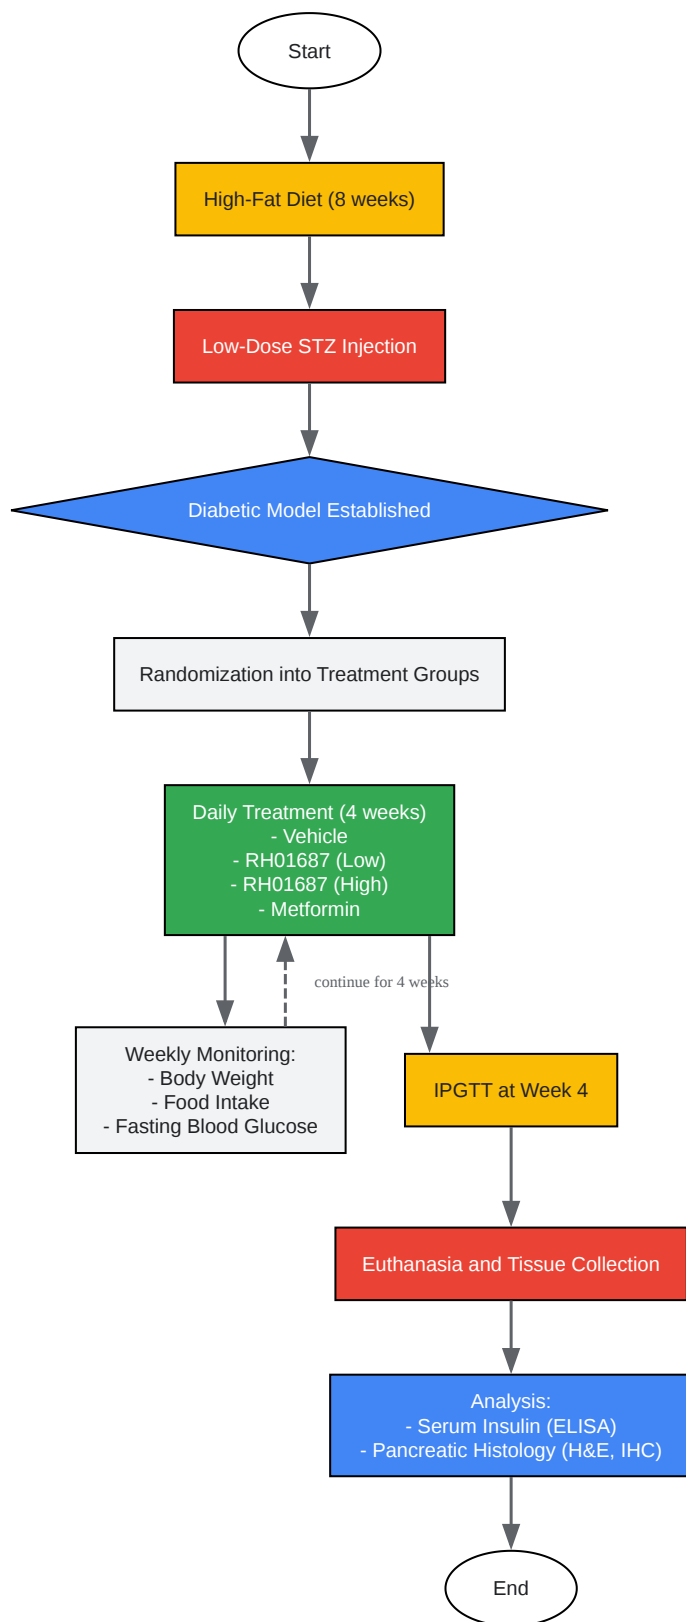 Start
High-Fat Diet (8 weeks)
Low-Dose STZ Injection
Diabetic Model Established
Randomization into Treatment Groups
Daily Treatment (4 weeks)
- Vehicle
- RH01687 (Low)
- RH01687 (High)
- Metformin
continue for 4 weeks
Weekly Monitoring:
- Body Weight
- Food Intake
- Fasting Blood Glucose
IPGTT at Week 4
Euthanasia and Tissue Collection
Analysis:
- Serum Insulin (ELISA)
- Pancreatic Histology (H&E, IHC)
End